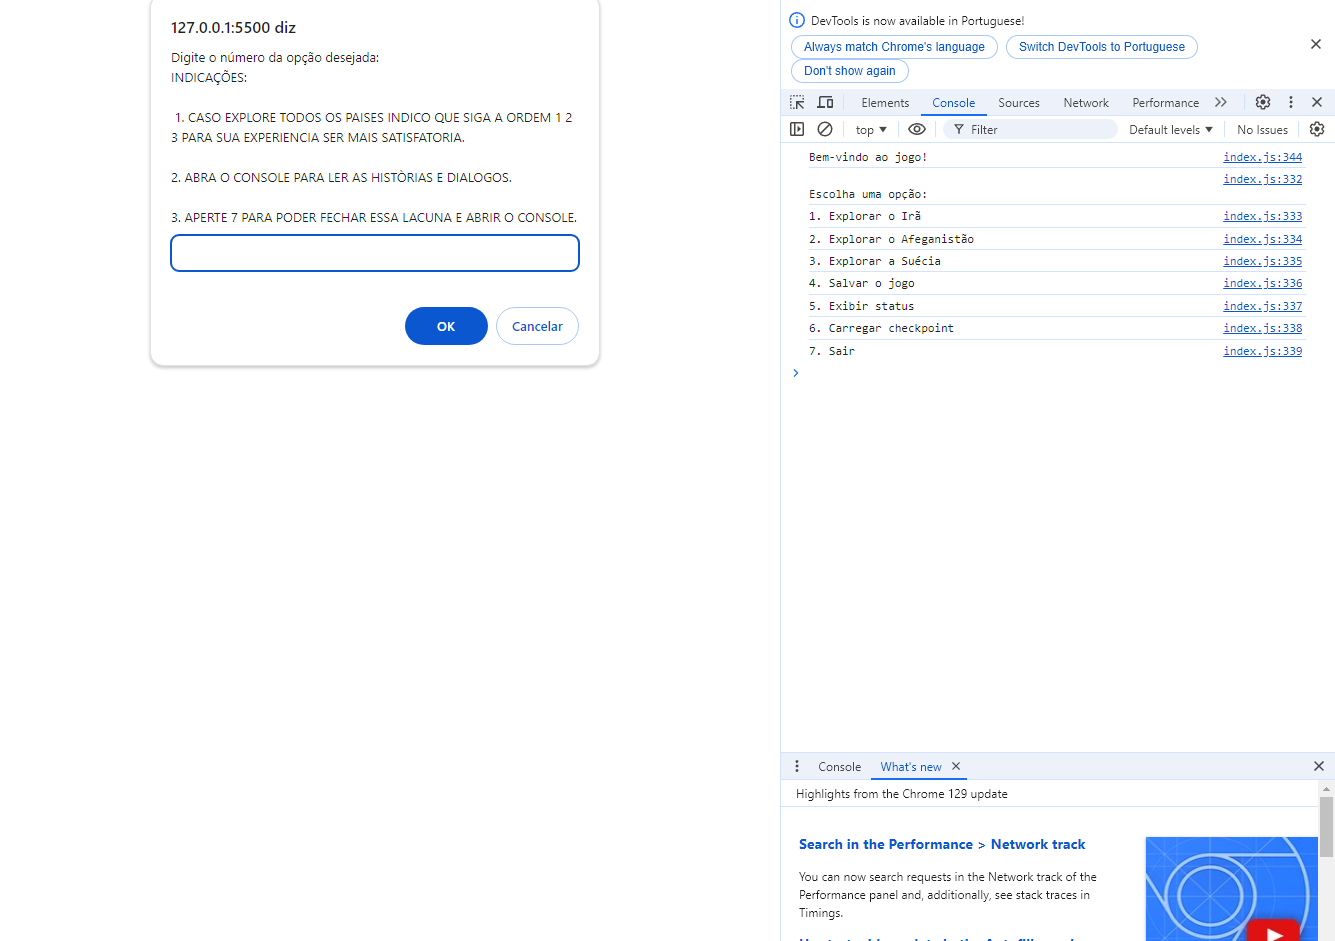 127.0.0.1:5500 diz
Digite o número da opção desejada:
INDICAÇÕES:
1. CASO EXPLORE TODOS OS PAISES INDICO QUE SIGA A ORDEM 1 2
3 PARA SUA EXPERIENCIA SER MAIS SATISFATORIA.
2. ABRA O CONSOLE PARA LER AS HISTÒRIAS E DIALOGOS.
3. APERTE 7 PARA PODER FECHAR ESSA LACUNA E ABRIR O CONSOLE.
OK
Cancelar
DevTools is now available in Portuguese!
Always match Chrome's language
Switch DevTools to Portuguese
Don't show again
Elements Console Sources Network Performance
top
Filter
Default levels
No Issues
Bem-vindo ao jogo! index.js:344
index.js:332
Escolha uma opção:
1. Explorar o Irã index.js:333
2. Explorar o Afeganistão index.js:334
3. Explorar a Suécia index.js:335
4. Salvar o jogo index.js:336
5. Exibir status index.js:337
6. Carregar checkpoint index.js:338
7. Sair index.js:339
Console What's new
Highlights from the Chrome 129 update
Search in the Performance > Network track
You can now search requests in the Network track of the
Performance panel and, additionally, see stack traces in
Timings.